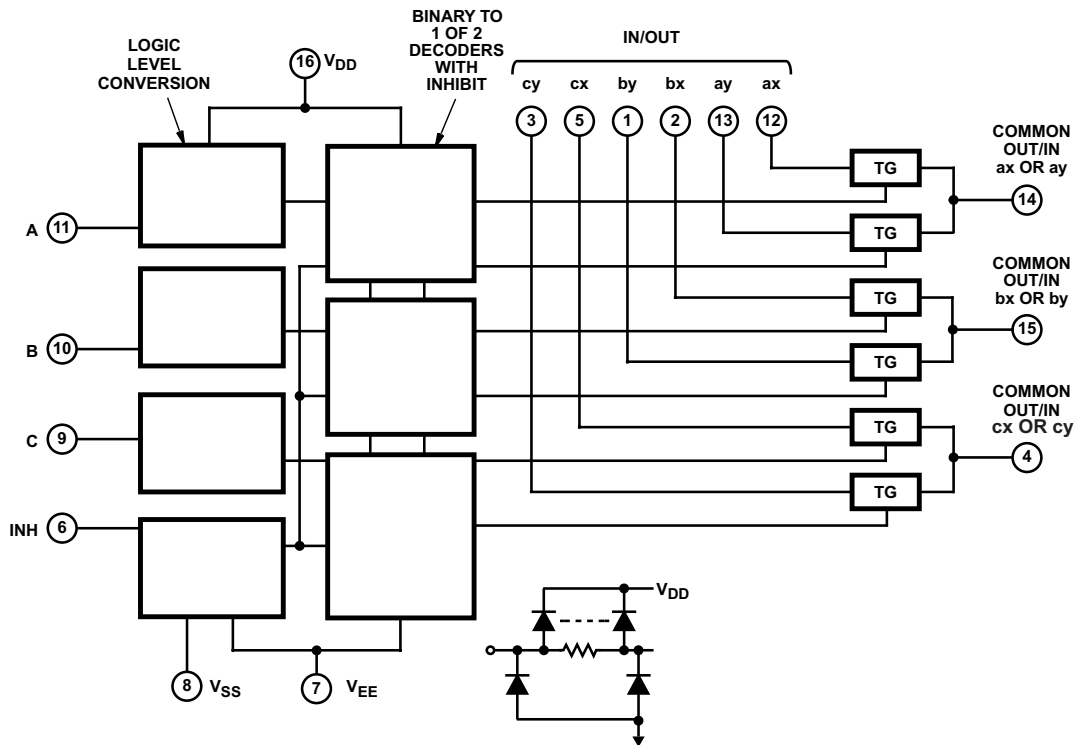 LOGIC
LEVEL
CONVERSION
16 VDD
BINARY TO
1 OF 2
DECODERS
WITH
INHIBIT
IN/OUT
cy cx by bx ay ax
3 5 1 2 13 12
COMMON
OUT/IN
ax OR ay
14
TG
TG
A 11
COMMON
OUT/IN
bx OR by
15
TG
TG
B 10
COMMON
OUT/IN
cx OR cy
4
TG
TG
C 9
INH 6
8 VSS
7 VEE
VDD